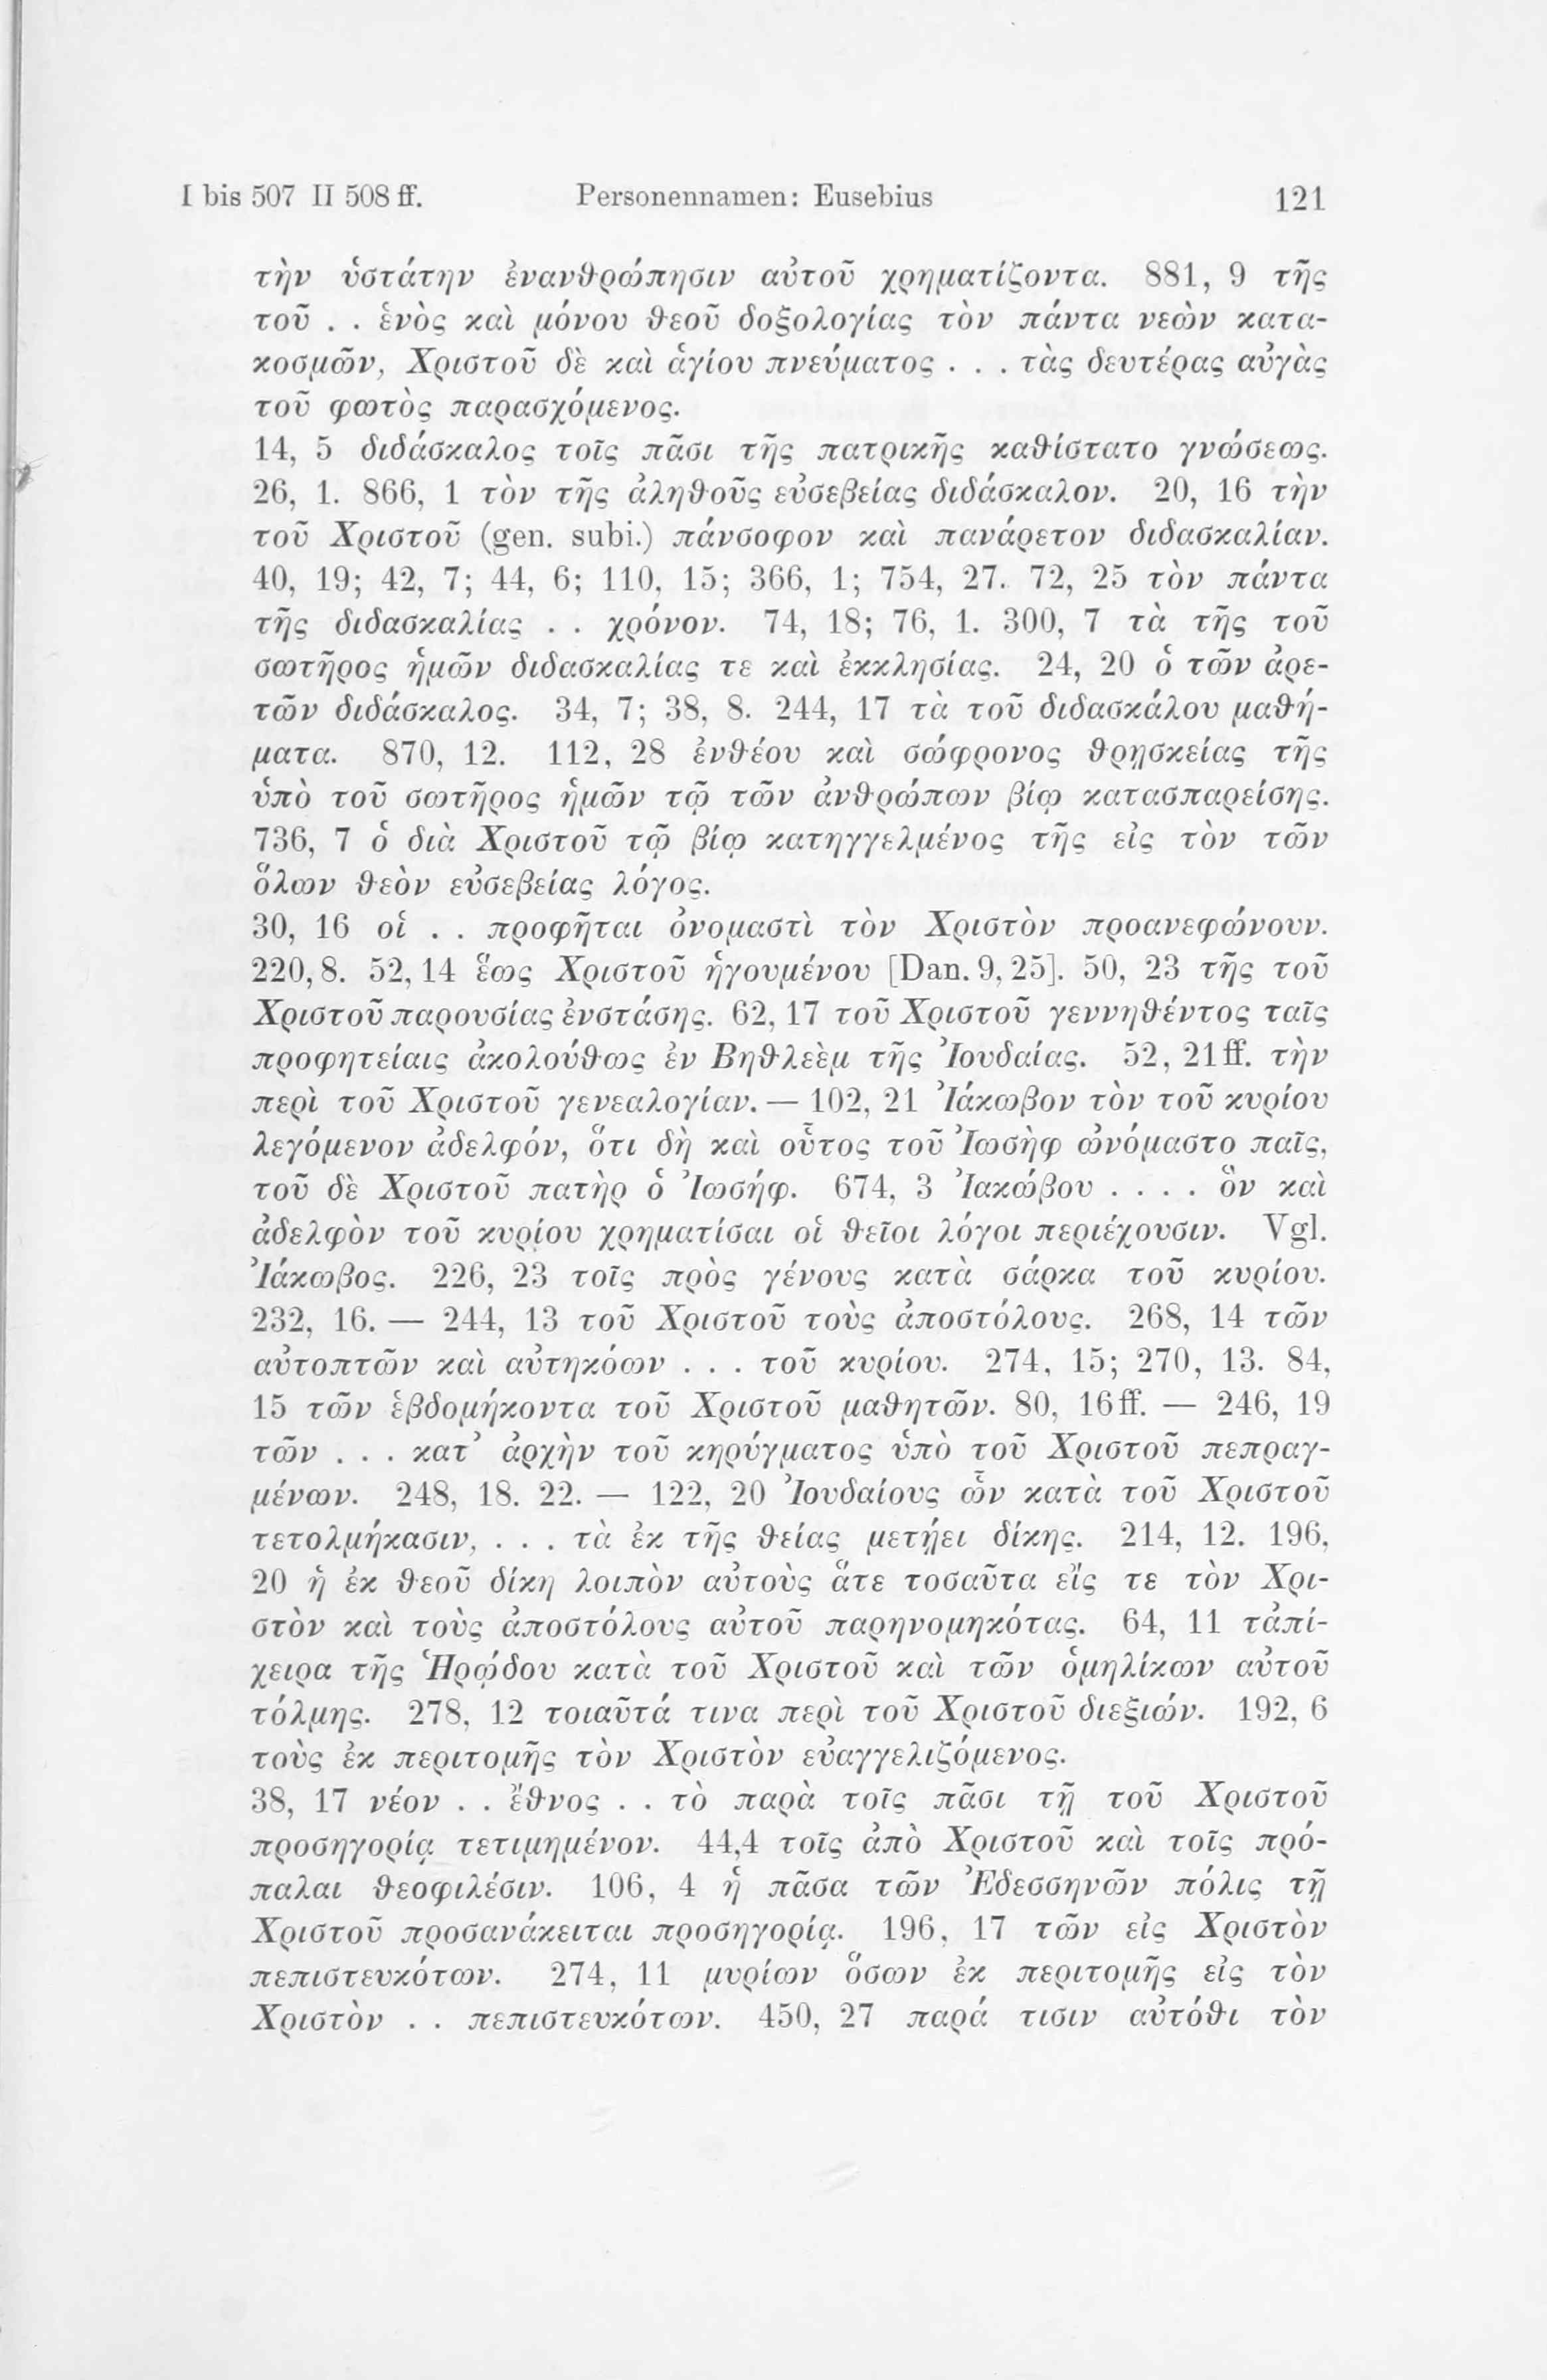 I bis 507 II 508 ff. Personennamen: Eusebius 121
τὴν ὑστάτην ἐνανθρώπησιν αὐτοῦ χρηματίζοντα. 881, 9 τῆς
τοῦ . . ἑνὸς καὶ μόνου θεοῦ δοξολογίας τὸν πάντα νεὼν κατα-
κοσμῶν, Χριστοῦ δὲ καὶ ἁγίου πνεύματος . . . τὰς δευτέρας αὐγὰς
τοῦ φωτὸς παρασχόμενος.
14, 5 διδάσκαλος τοῖς πᾶσι τῆς πατρικῆς καθίστατο γνώσεως.
26, 1. 866, 1 τὸν τῆς ἀληθοῦς εὐσεβείας διδάσκαλον. 20, 16 τὴν
τοῦ Χριστοῦ (gen. subi.) πάνσοφον καὶ πανάρετον διδασκαλίαν.
40, 19; 42, 7; 44, 6; 110, 15; 366, 1; 754, 27. 72, 25 τὸν πάντα
τῆς διδασκαλίας . . χρόνον. 74, 18; 76, 1. 300, 7 τὰ τῆς τοῦ
σωτῆρος ἡμῶν διδασκαλίας τε καὶ ἐκκλησίας. 24, 20 ὁ τῶν ἀρε-
τῶν διδάσκαλος. 34, 7; 38, 8. 244, 17 τὰ τοῦ διδασκάλου μαθή-
ματα. 870, 12. 112, 28 ἐνθέου καὶ σώφρονος θρῃσκείας τῆς
ὑπὸ τοῦ σωτῆρος ἡμῶν τῷ τῶν ἀνθρώπων βίῳ κατασπαρείσης.
736, 7 ὁ διὰ Χριστοῦ τῷ βίῳ κατηγγελμένος τῆς εἰς τὸν τῶν
ὅλων θεὸν εὐσεβείας λόγος.
30, 16 οἱ . . προφῆται ὀνομαστὶ τὸν Χριστὸν προανεφώνουν.
220, 8. 52, 14 ἕως Χριστοῦ ἡγουμένου [Dan. 9, 25]. 50, 23 τῆς τοῦ
Χριστοῦ παρουσίας ἐνστάσης. 62, 17 τοῦ Χριστοῦ γεννηθέντος ταῖς
προφητείαις ἀκολούθως ἐν Βηθλεὲμ τῆς Ἰουδαίας. 52, 21 ff. τὴν
περὶ τοῦ Χριστοῦ γενεαλογίαν. — 102, 21 Ἰάκωβον τὸν τοῦ κυρίου
λεγόμενον ἀδελφόν, ὅτι δὴ καὶ οὗτος τοῦ Ἰωσὴφ ὠνόμαστο παῖς,
τοῦ δὲ Χριστοῦ πατὴρ ὁ Ἰωσήφ. 674, 3 Ἰακώβου . . . . ὃν καὶ
ἀδελφὸν τοῦ κυρίου χρηματίσαι οἱ θεῖοι λόγοι περιέχουσιν. Vgl.
Ἰάκωβος. 226, 23 τοῖς πρὸς γένους κατὰ σάρκα τοῦ κυρίου.
232, 16. — 244, 13 τοῦ Χριστοῦ τοὺς ἀποστόλους. 268, 14 τῶν
αὐτοπτῶν καὶ αὐτηκόων . . . τοῦ κυρίου. 274, 15; 270, 13. 84,
15 τῶν ἑβδομήκοντα τοῦ Χριστοῦ μαθητῶν. 80, 16 ff. — 246, 19
τῶν . . . κατ᾽ ἀρχὴν τοῦ κηρύγματος ὑπὸ τοῦ Χριστοῦ πεπραγ-
μένων. 248, 18. 22. — 122, 20 Ἰουδαίους ὧν κατὰ τοῦ Χριστοῦ
τετολμήκασιν, . . . τὰ ἐκ τῆς θείας μετῄει δίκης. 214, 12. 196,
20 ἡ ἐκ θεοῦ δίκη λοιπὸν αὐτοὺς ἅτε τοσαῦτα εἴς τε τὸν Χρι-
στὸν καὶ τοὺς ἀποστόλους αὐτοῦ παρηνομηκότας. 64, 11 τἀπί-
χειρα τῆς Ἡρῴδου κατὰ τοῦ Χριστοῦ καὶ τῶν ὁμηλίκων αὐτοῦ
τόλμης. 278, 12 τοιαῦτά τινα περὶ τοῦ Χριστοῦ διεξιών. 192, 6
τοὺς ἐκ περιτομῆς τὸν Χριστὸν εὐαγγελιζόμενος.
38, 17 νέον . . ἔθνος . . τὸ παρὰ τοῖς πᾶσι τῇ τοῦ Χριστοῦ
προσηγορίᾳ τετιμημένον. 44,4 τοῖς ἀπὸ Χριστοῦ καὶ τοῖς πρό-
παλαι θεοφιλέσιν. 106, 4 ἡ πᾶσα τῶν Ἐδεσσηνῶν πόλις τῇ
Χριστοῦ προσανάκειται προσηγορίᾳ. 196, 17 τῶν εἰς Χριστὸν
πεπιστευκότων. 274, 11 μυρίων ὅσων ἐκ περιτομῆς εἰς τὸν
Χριστὸν . . πεπιστευκότων. 450, 27 παρά τισιν αὐτόθι τὸν